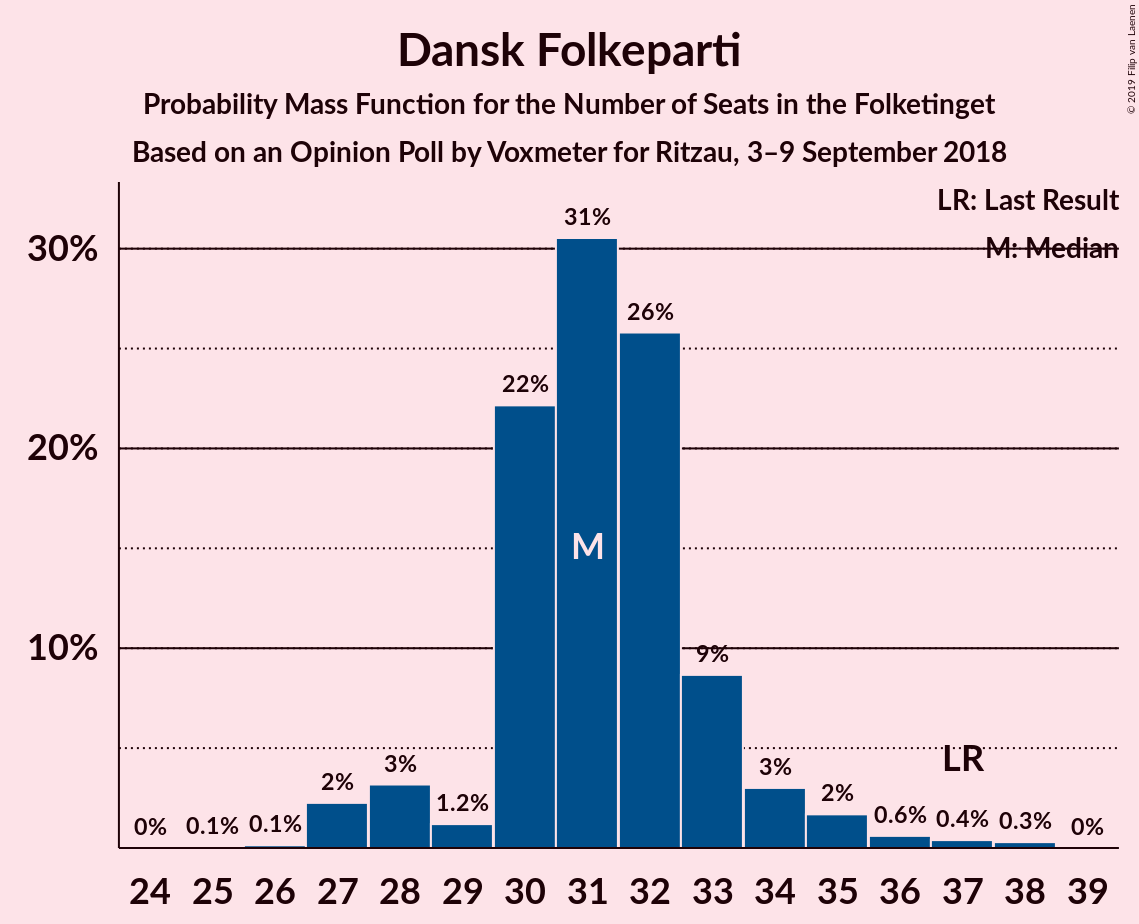 Dansk Folkeparti
Probability Mass Function for the Number of Seats in the Folketinget
Based on an Opinion Poll by Voxmeter for Ritzau, 3–9 September 2018
© 2019 Filip van Laenen
LR: Last Result
M: Median
30%
20%
10%
0% 0.1% 0.1% 2% 3% 1.2% 22% 31% 26% 9% 3% 2% 0.6% 0.4% 0.3% 0%
M
LR
24 25 26 27 28 29 30 31 32 33 34 35 36 37 38 39